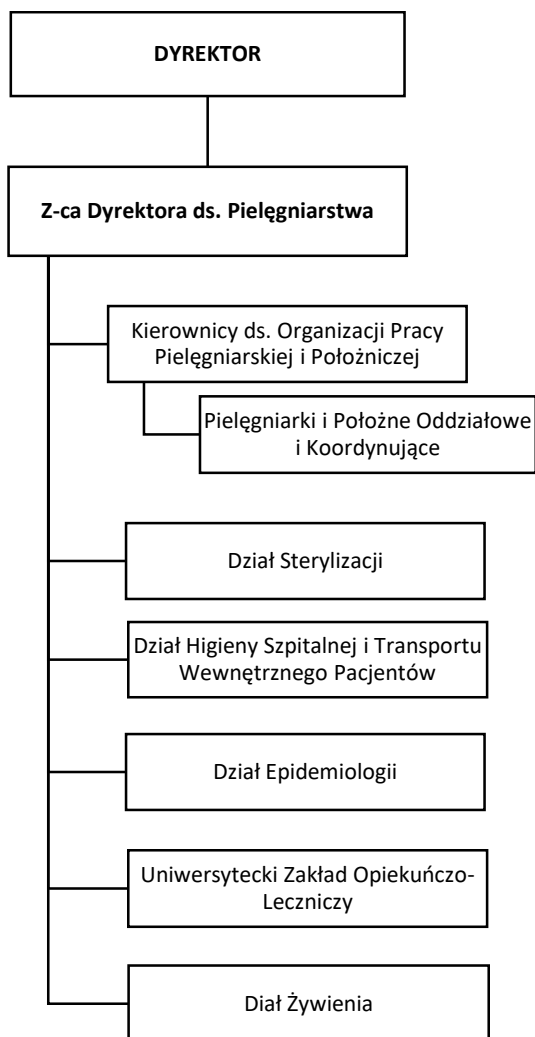 DYREKTOR
Z-ca Dyrektora ds. Pielęgniarstwa
Kierownicy ds. Organizacji Pracy
Pielęgniarskiej i Położniczej
Pielęgniarki i Położne Oddziałowe
i Koordynujące
Dział Sterylizacji
Dział Higieny Szpitalnej i Transportu
Wewnętrznego Pacjentów
Dział Epidemiologii
Uniwersytecki Zakład Opiekuńczo-
Leczniczy
Diał Żywienia